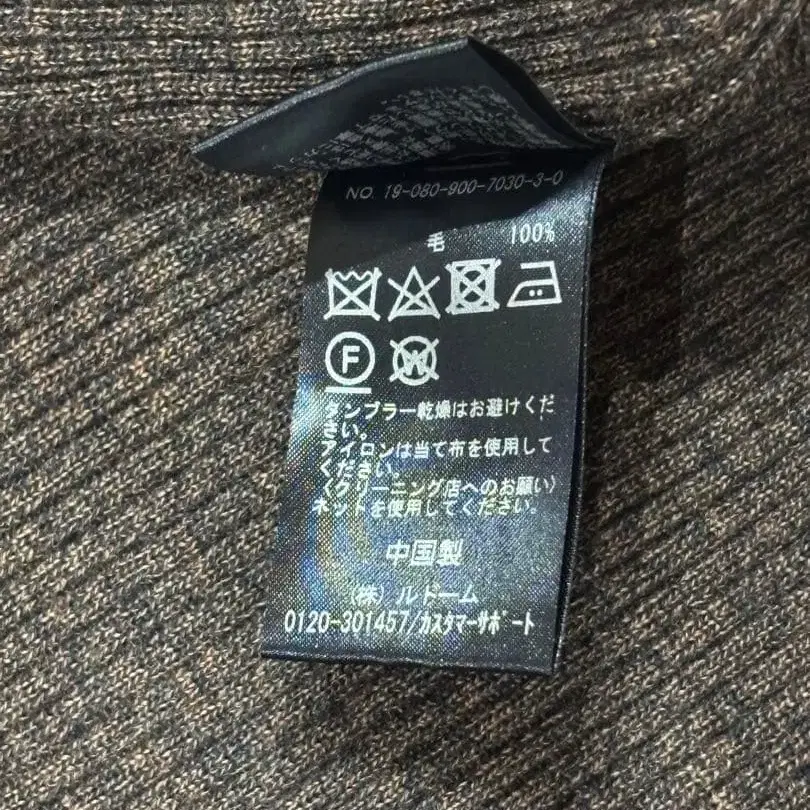 NO. 19-080-900-7030-3-0
毛 100%
F
W
タンブラー乾燥はお避けくだ
さい。
アイロンは当て布を使用して
ください。
〈クリーニング店へのお願い〉
ネットを使用してください。
中国製
(株)ルドーム
0120-301457/カスタマーサポート